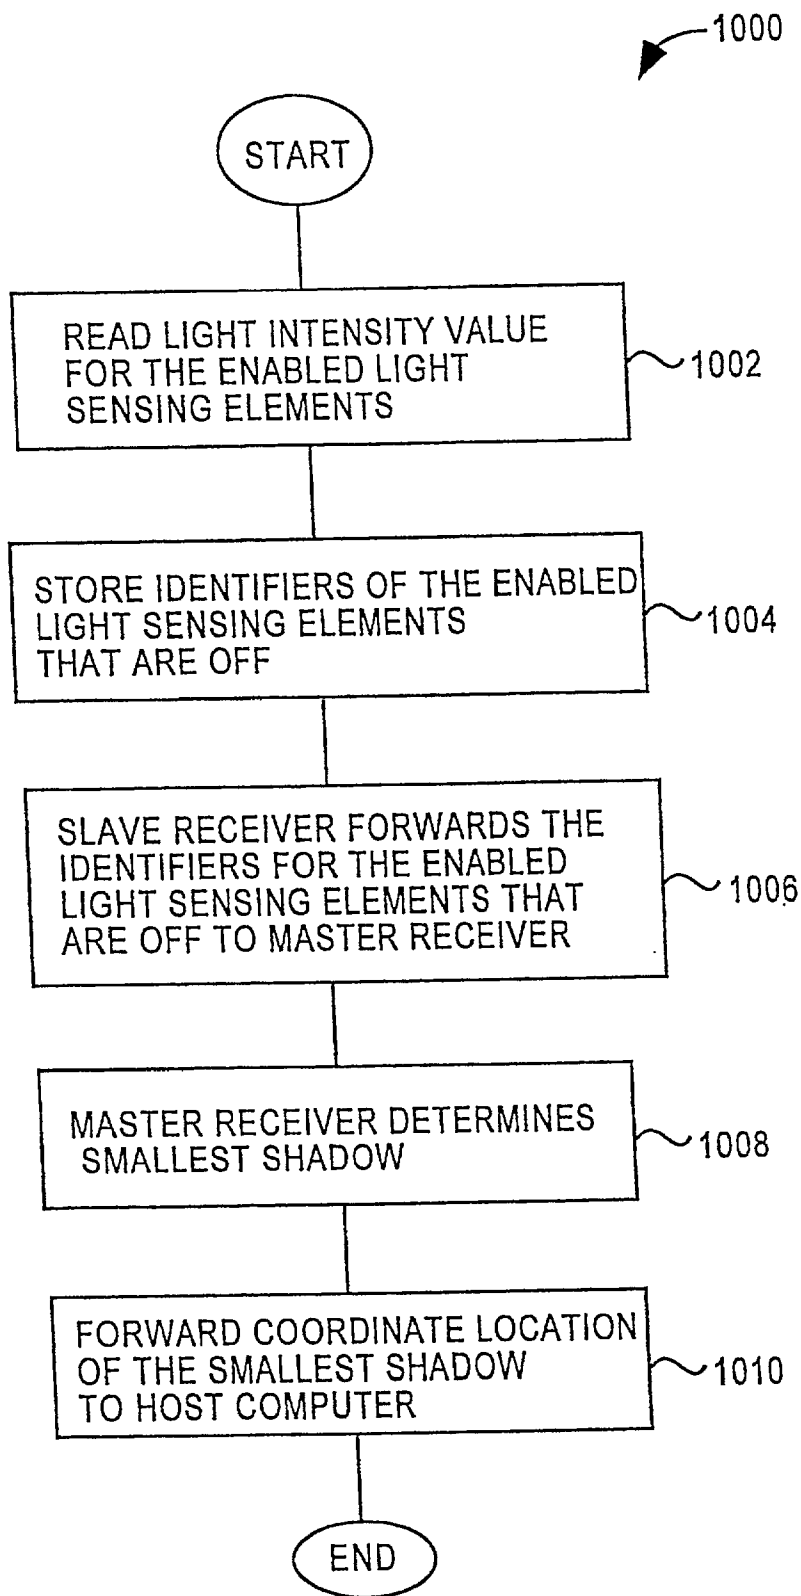 1000
START
READ LIGHT INTENSITY VALUE
FOR THE ENABLED LIGHT
SENSING ELEMENTS
1002
STORE IDENTIFIERS OF THE ENABLED
LIGHT SENSING ELEMENTS
THAT ARE OFF
1004
SLAVE RECEIVER FORWARDS THE
IDENTIFIERS FOR THE ENABLED
LIGHT SENSING ELEMENTS THAT
ARE OFF TO MASTER RECEIVER
1006
MASTER RECEIVER DETERMINES
SMALLEST SHADOW
1008
FORWARD COORDINATE LOCATION
OF THE SMALLEST SHADOW
TO HOST COMPUTER
1010
END